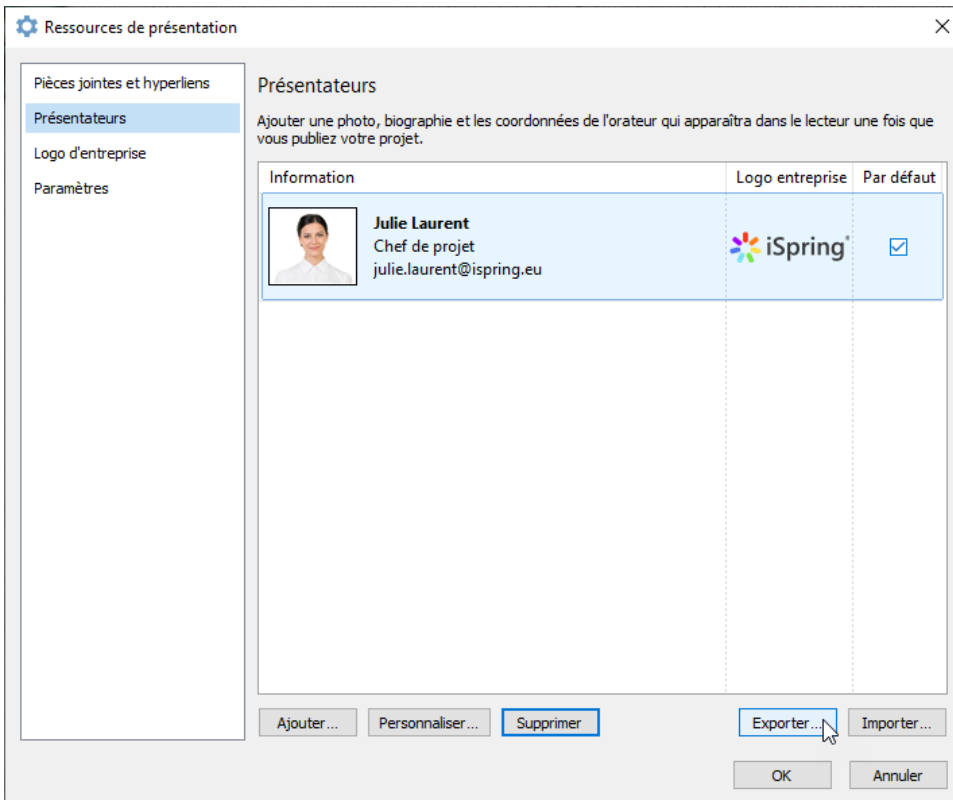 Ressources de présentation
Pièces jointes et hyperliens
Présentateurs
Logo d'entreprise
Paramètres
Présentateurs
Ajouter une photo, biographie et les coordonnées de l'orateur qui apparaîtra dans le lecteur une fois que
vous publiez votre projet.
Information Logo entreprise Par défaut
Julie Laurent
Chef de projet
julie.laurent@ispring.eu
iSpring
Ajouter... Personnaliser... Supprimer Exporter... Importer...
OK Annuler